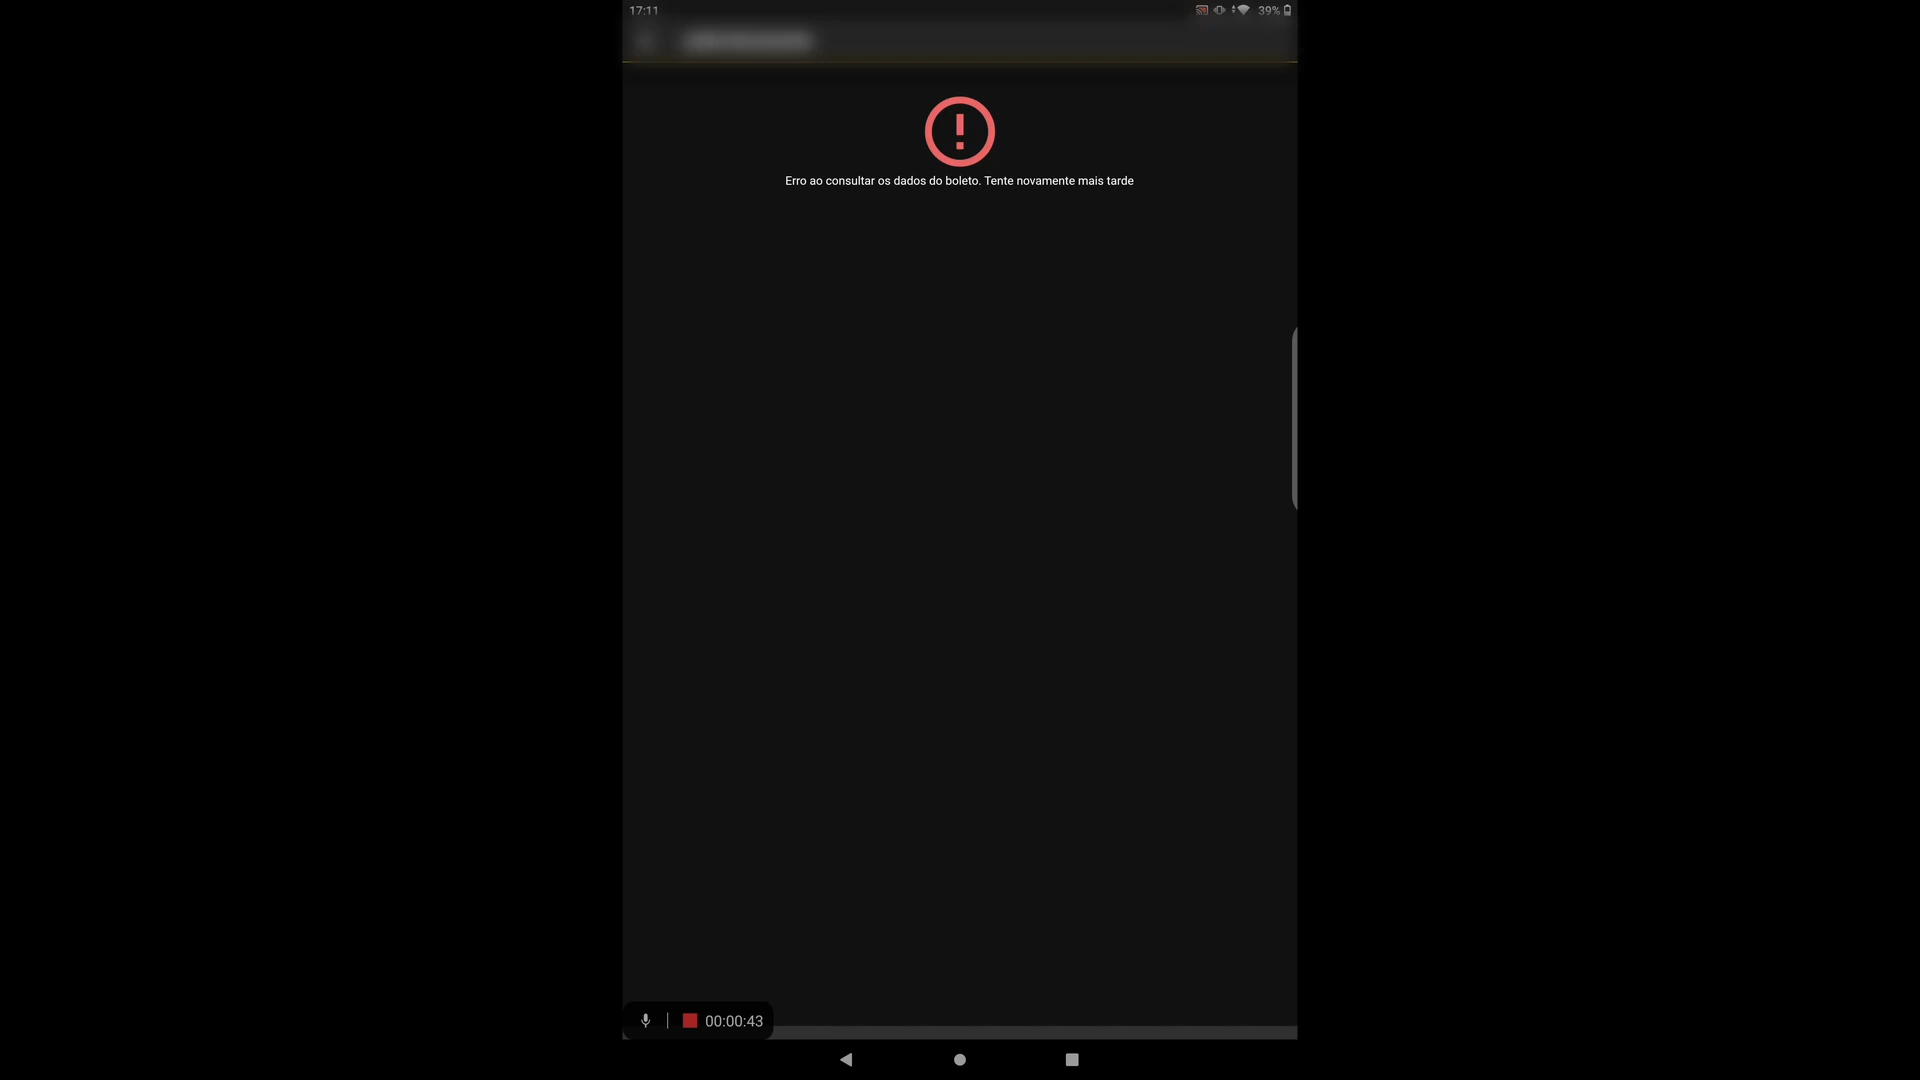 17:11
39%
Erro ao consultar os dados do boleto. Tente novamente mais tarde
00:00:43